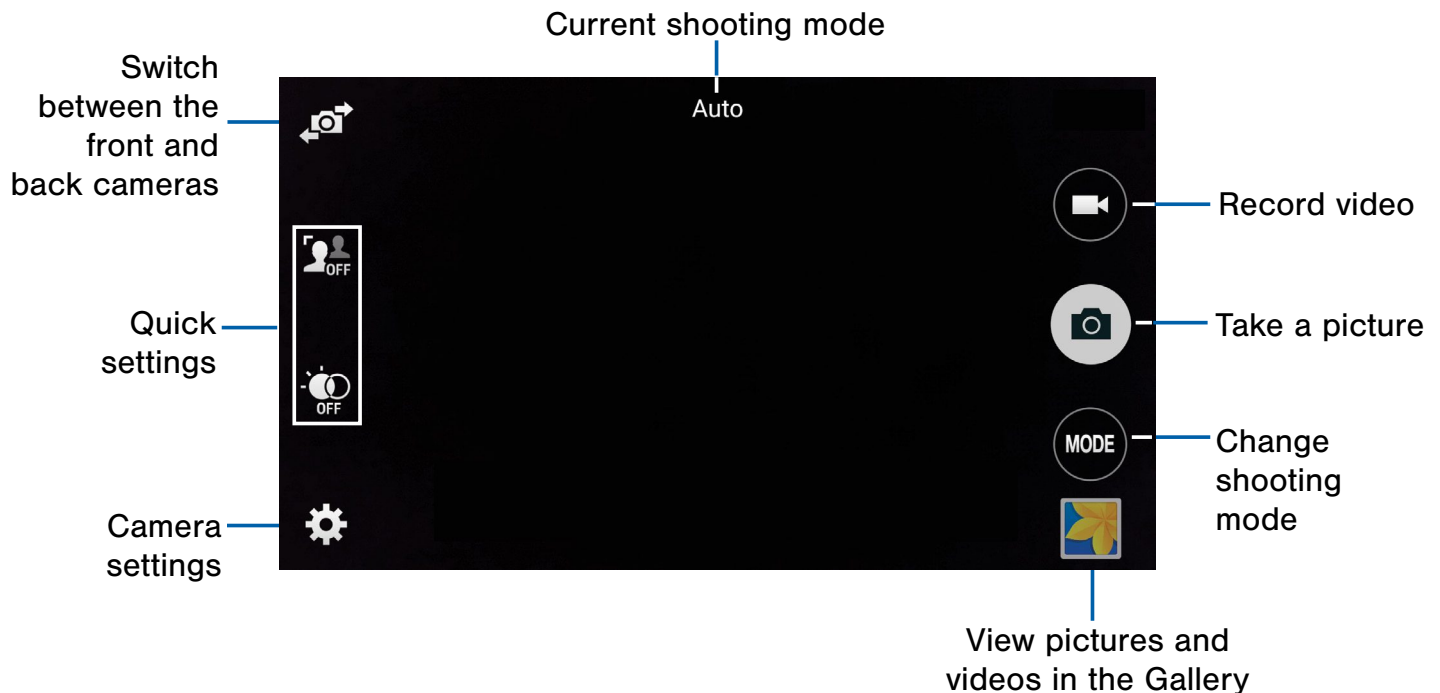 Current shooting mode
Switch
between the
front and
back cameras
Auto
Record video
OFF
Quick
settings
Take a picture
OFF
MODE
Change
shooting
mode
Camera
settings
View pictures and
videos in the Gallery